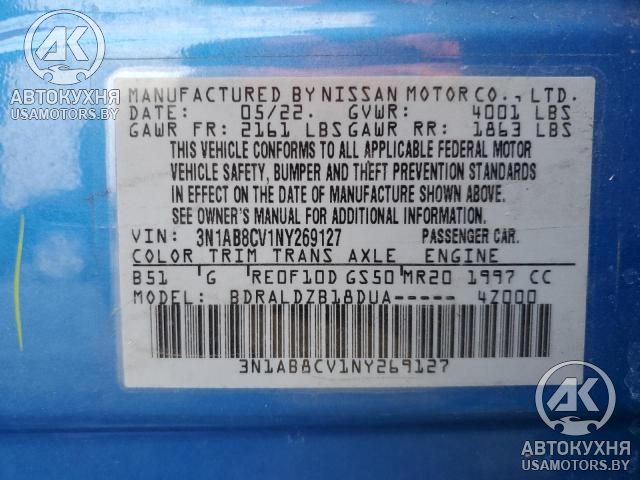 АК
АВТОКУХНЯ
USAMOTORS.BY
MANUFACTURED BY NISSAN MOTOR CO., LTD.
DATE: 05/22. GVWR: 4001 LBS
GAWR FR: 2161 LBS GAWR RR: 1863 LBS
THIS VEHICLE CONFORMS TO ALL APPLICABLE FEDERAL MOTOR
VEHICLE SAFETY, BUMPER AND THEFT PREVENTION STANDARDS
IN EFFECT ON THE DATE OF MANUFACTURE SHOWN ABOVE.
SEE OWNER'S MANUAL FOR ADDITIONAL INFORMATION.
VIN: 3N1AB8CV1NY269127 PASSENGER CAR.
COLOR TRIM TRANS AXLE ENGINE
B51 G RE0F10D GS50 MR20 1997 CC
MODEL: BDRALDZB18DUA----- 4Z000
3N1AB8CV1NY269127
АК
АВТОКУХНЯ
USAMOTORS.BY